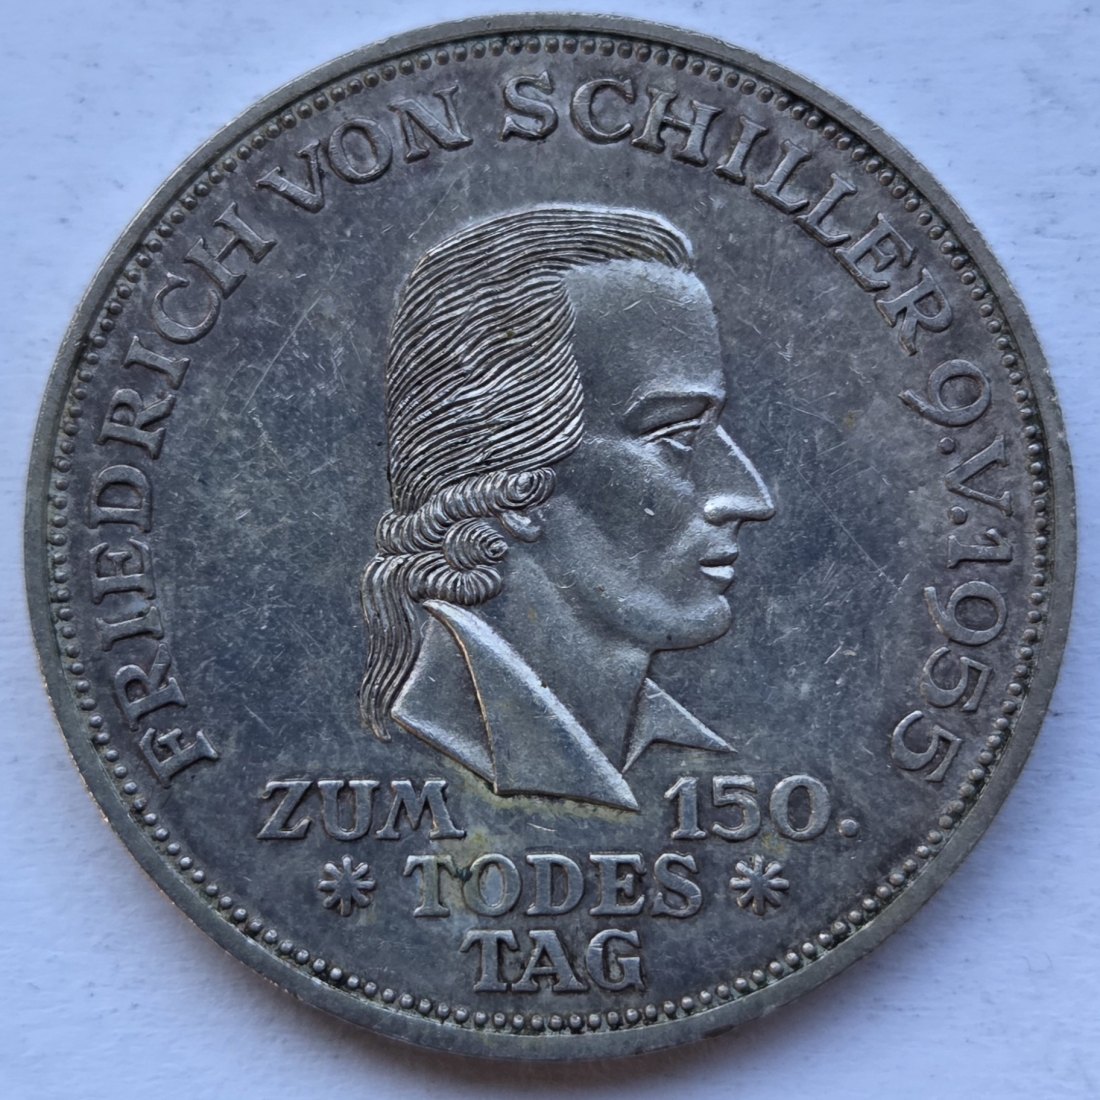 FRIEDRICH VON SCHILLER 9.V.1955
ZUM 150.
* TODES *
TAG